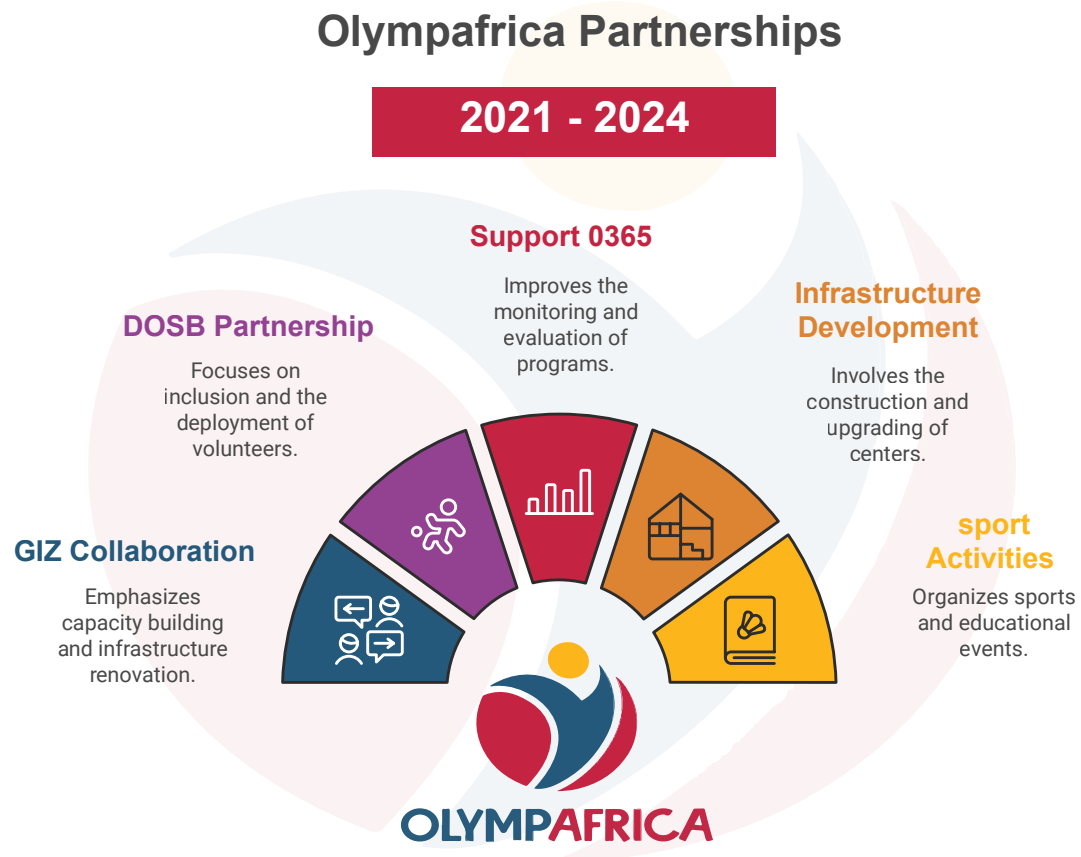 Olympafrica Partnerships
2021 - 2024
Support 0365
Improves the
monitoring and
evaluation of
programs.
DOSB Partnership
Focuses on
inclusion and the
deployment of
volunteers.
Infrastructure
Development
Involves the
construction and
upgrading of
centers.
GIZ Collaboration
Emphasizes
capacity building
and infrastructure
renovation.
sport
Activities
Organizes sports
and educational
events.
OLYMPAFRICA